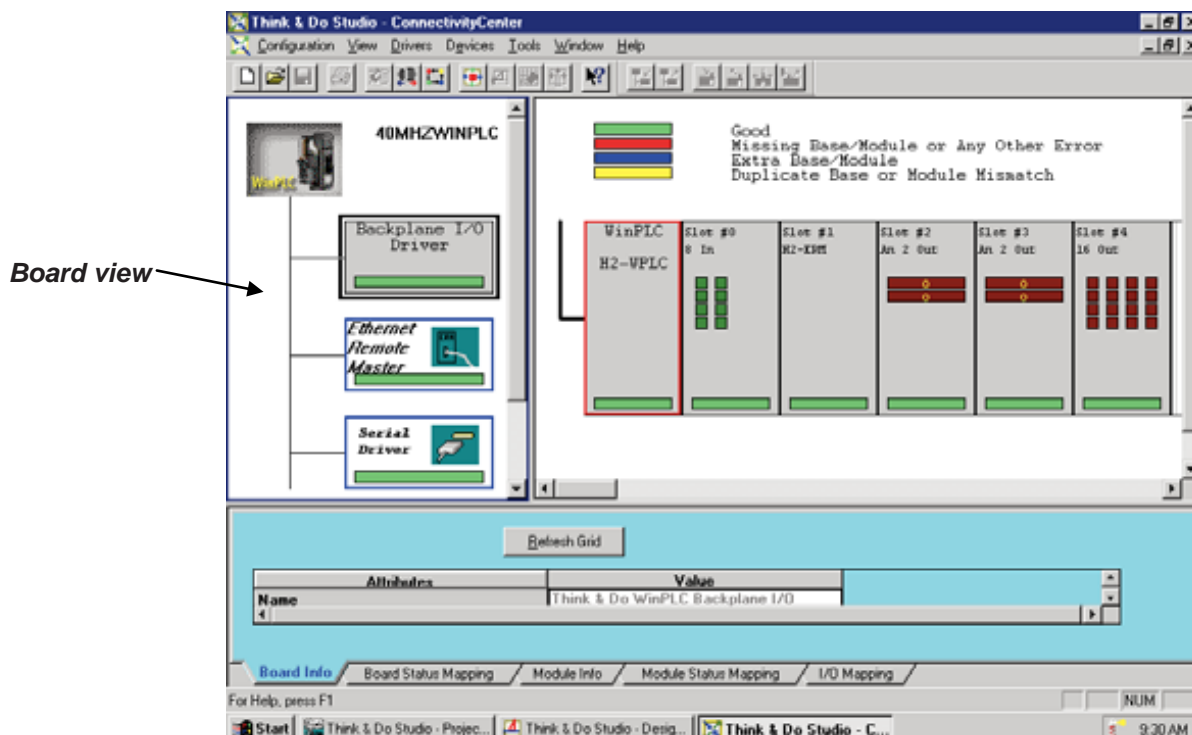 Think & Do Studio - ConnectivityCenter
Configuration View Drivers Devices Tools Window Help
40MHZWINPLC
WinPLC
Backplane I/O
Driver
Ethernet
Remote
Master
Serial
Driver
Board view
Good
Missing Base/Module or Any Other Error
Extra Base/Module
Duplicate Base or Module Mismatch
WinPLC
H2-WPLC
Slot #0
8 In
Slot #1
H2-ERM
Slot #2
An 2 Out
Slot #3
An 2 Out
Slot #4
16 Out
Refresh Grid
Attributes Value
Name Think & Do WinPLC Backplane I/O
Board Info Board Status Mapping Module Info Module Status Mapping I/O Mapping
For Help, press F1 NUM
Start Think & Do Studio - Projec... Think & Do Studio - Desig... Think & Do Studio - C... 9:30 AM